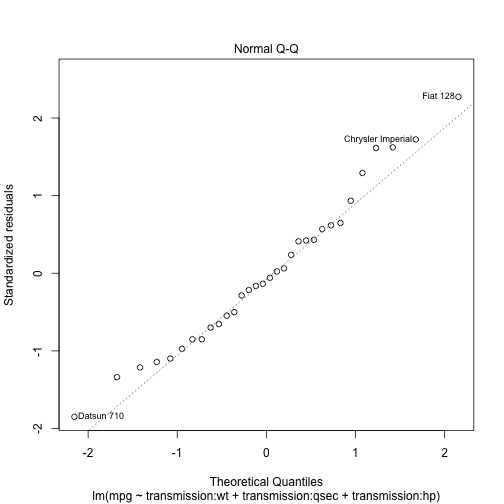 Normal Q-Q
Fiat 128
Chrysler Imperial
2
1
0
-1
-2
Standardized residuals
Datsun 710
-2 -1 0 1 2
Theoretical Quantiles
lm(mpg ~ transmission:wt + transmission:qsec + transmission:hp)